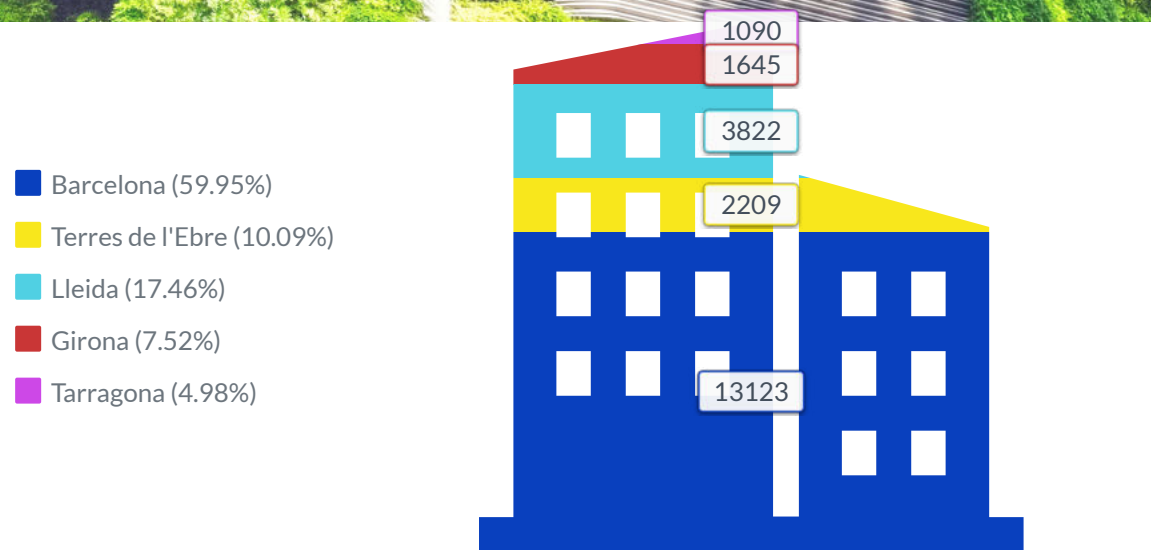 1090
1645
3822
2209
13123
Barcelona (59.95%)
Terres de l'Ebre (10.09%)
Lleida (17.46%)
Girona (7.52%)
Tarragona (4.98%)